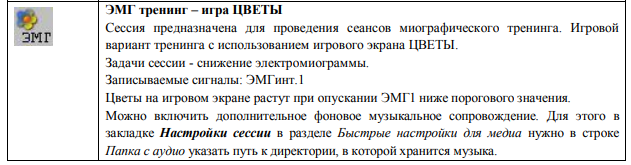 ЭМГ
ЭМГ тренинг – игра ЦВЕТЫ
Сессия предназначена для проведения сеансов миографического тренинга. Игровой
вариант тренинга с использованием игрового экрана ЦВЕТЫ.
Задачи сессии - снижение электромиограммы.
Записываемые сигналы: ЭМГинт.1
Цветы на игровом экране растут при опускании ЭМГ1 ниже порогового значения.
Можно включить дополнительное фоновое музыкальное сопровождение. Для этого в
закладке Настройки сессии в разделе Быстрые настройки для медиа нужно в строке
Папка с аудио указать путь к директории, в которой хранится музыка.